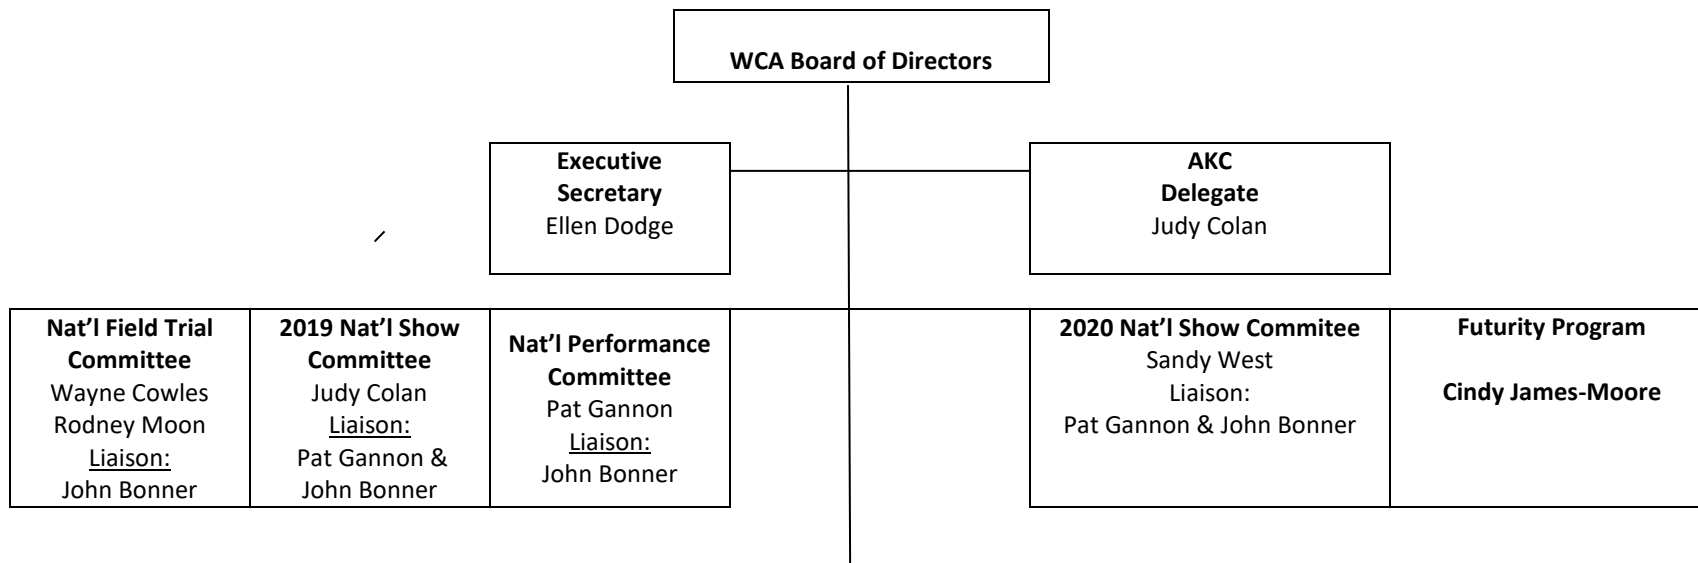 WCA Board of Directors
Executive
Secretary
Ellen Dodge
AKC
Delegate
Judy Colan
Nat’l Field Trial
Committee
Wayne Cowles
Rodney Moon
Liaison:
John Bonner
2019 Nat’l Show
Committee
Judy Colan
Liaison:
Pat Gannon &
John Bonner
Nat’l Performance
Committee
Pat Gannon
Liaison:
John Bonner
2020 Nat’l Show Commitee
Sandy West
Liaison:
Pat Gannon & John Bonner
Futurity Program
Cindy James-Moore